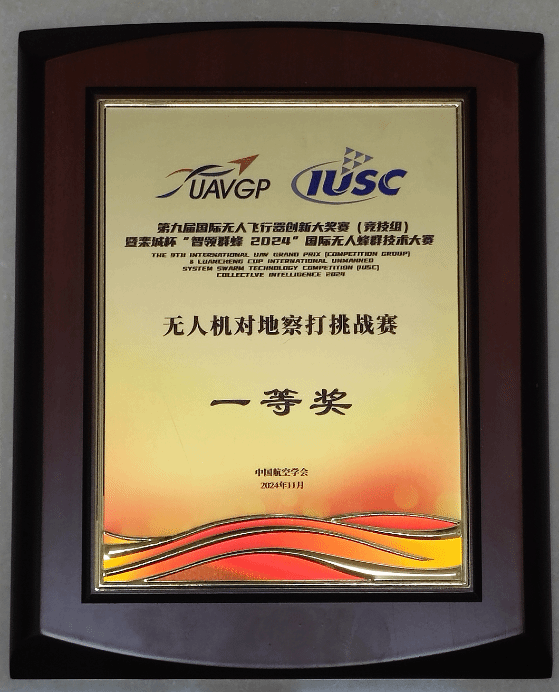 UAVGP IUSC
第九届国际无人飞行器创新大奖赛（竞技组）
暨栾城杯“智领群蜂 2024”国际无人蜂群技术大赛
THE 9TH INTERNATIONAL UAV GRAND PRIX (COMPETITION GROUP)
& LUANCHENG CUP INTERNATIONAL UNMANNED
SYSTEM SWARM TECHNOLOGY COMPETITION (IUSC)
COLLECTIVE INTELLIGENCE 2024
无人机对地察打挑战赛
一等奖
中国航空学会
2024年11月